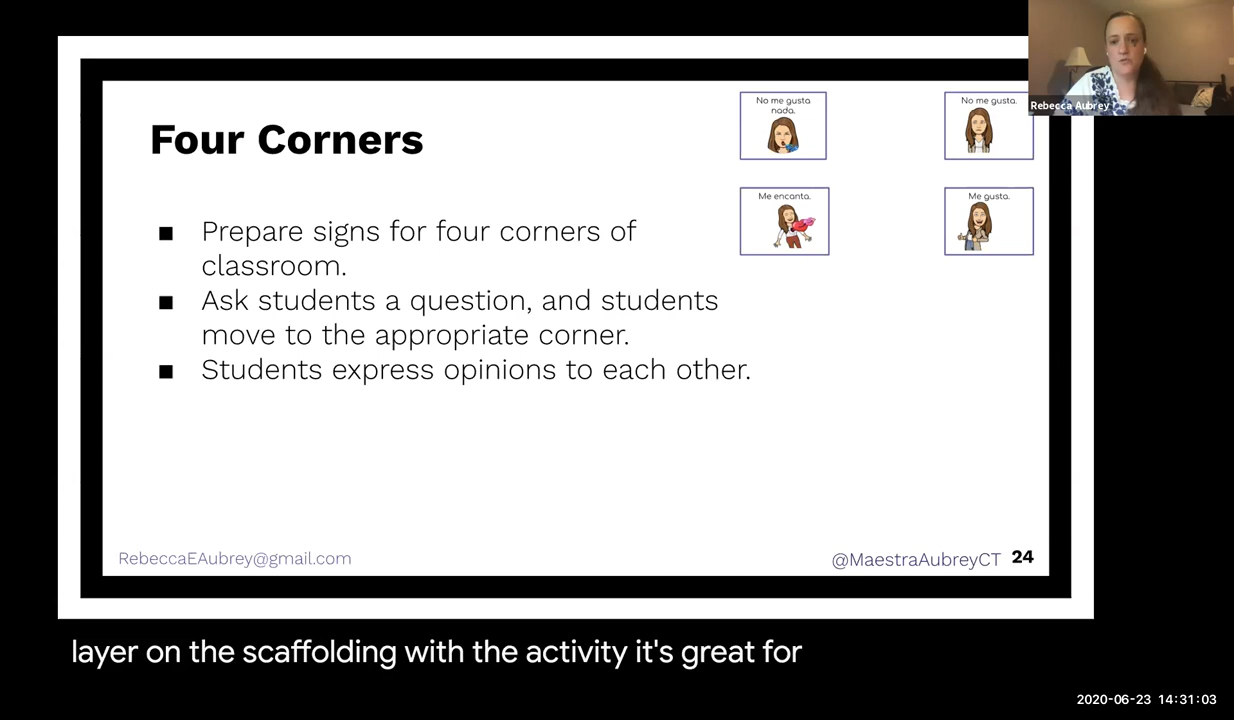 No me gusta
nada.
No me gusta.
Rebecca Aubrey
Four Corners
Me encanta.
Me gusta.
■ Prepare signs for four corners of
classroom.
■ Ask students a question, and students
move to the appropriate corner.
■ Students express opinions to each other.
RebeccaEAubrey@gmail.com
@MaestraAubreyCT 24
layer on the scaffolding with the activity it's great for
2020-06-23 14:31:03